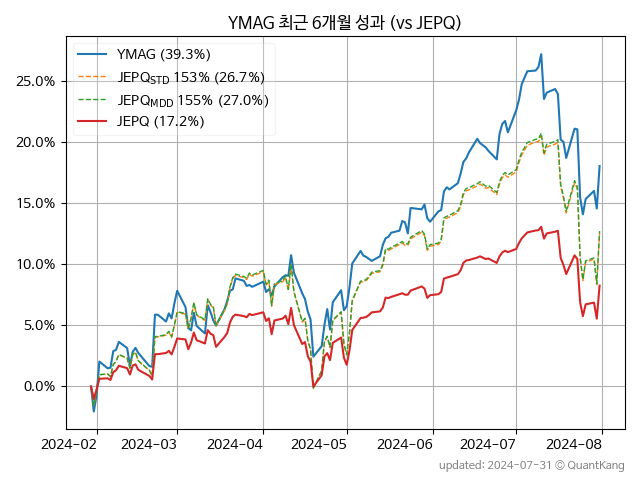 YMAG 최근 6개월 성과 (vs JEPQ)
YMAG (39.3%)
JEPQSTD 153% (26.7%)
JEPQMDD 155% (27.0%)
JEPQ (17.2%)
25.0%
20.0%
15.0%
10.0%
5.0%
0.0%
2024-02 2024-03 2024-04 2024-05 2024-06 2024-07 2024-08
updated: 2024-07-31 © QuantKang